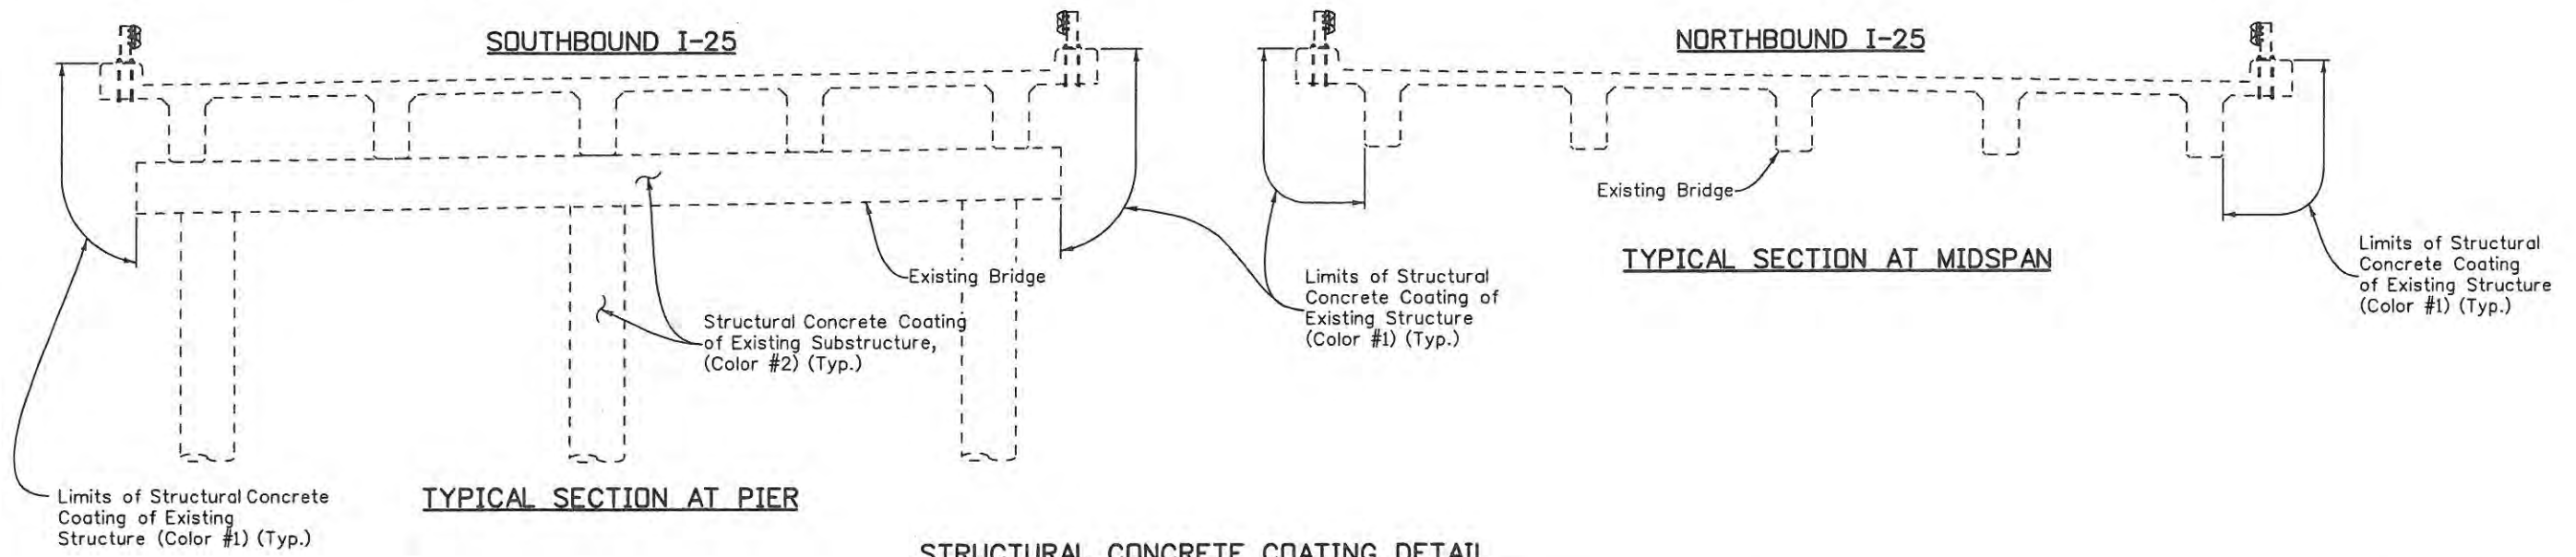 SOUTHBOUND I-25
NORTHBOUND I-25
Existing Bridge
Existing Bridge
Structural Concrete Coating
of Existing Substructure,
(Color #2) (Typ.)
Limits of Structural
Concrete Coating of
Existing Structure
(Color #1) (Typ.)
Limits of Structural
Concrete Coating
of Existing Structure
(Color #1) (Typ.)
TYPICAL SECTION AT MIDSPAN
Limits of Structural Concrete
Coating of Existing
Structure (Color #1) (Typ.)
TYPICAL SECTION AT PIER
STRUCTURAL CONCRETE COATING DETAIL